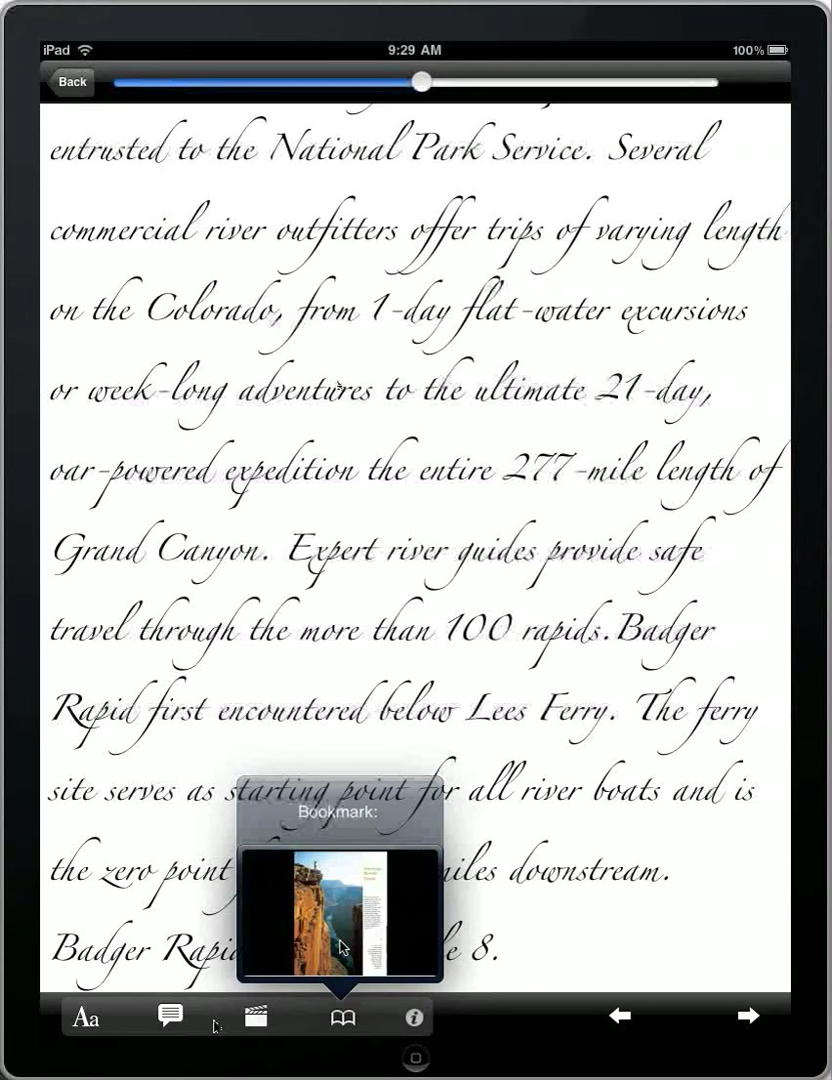 iPad 9:29 AM 100%
Back
entrusted to the National Park Service. Several
commercial river outfitters offer trips of varying length
on the Colorado, from 1-day flat-water excursions
or week-long adventures to the ultimate 21-day,
oar-powered expedition the entire 277-mile length of
Grand Canyon. Expert river guides provide safe
travel through the more than 100 rapids. Badger
Rapid first encountered below Lees Ferry. The ferry
site serves as starting point for all river boats and is
Bookmark:
the zero point miles downstream.
Badger 8.
Aa